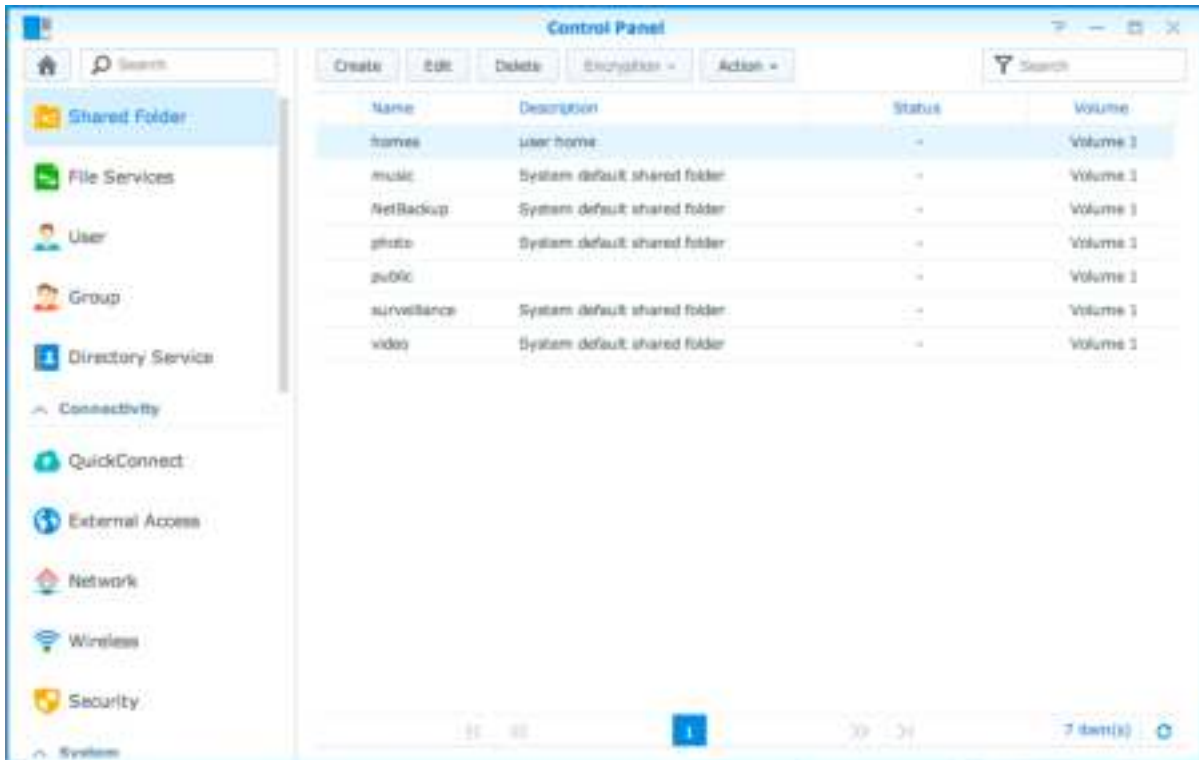 Control Panel
Search
Create Edit Delete Encryption Action Search
Shared Folder
File Services
User
Group
Directory Service
Connectivity
QuickConnect
External Access
Network
Wireless
Security
System
Name Description Status Volume
homes user home - Volume 1
music System default shared folder - Volume 1
NetBackup System default shared folder - Volume 1
photo System default shared folder - Volume 1
public - Volume 1
surveillance System default shared folder - Volume 1
video System default shared folder - Volume 1
1 7 item(s)